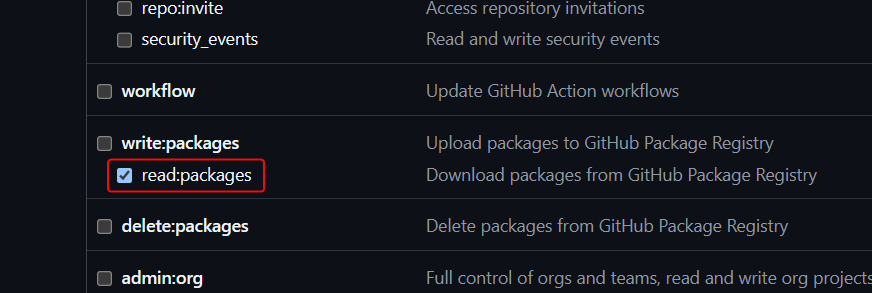 repo:invite Access repository invitations
security_events Read and write security events
workflow Update GitHub Action workflows
write:packages Upload packages to GitHub Package Registry
read:packages Download packages from GitHub Package Registry
delete:packages Delete packages from GitHub Package Registry
admin:org Full control of orgs and teams, read and write org projects